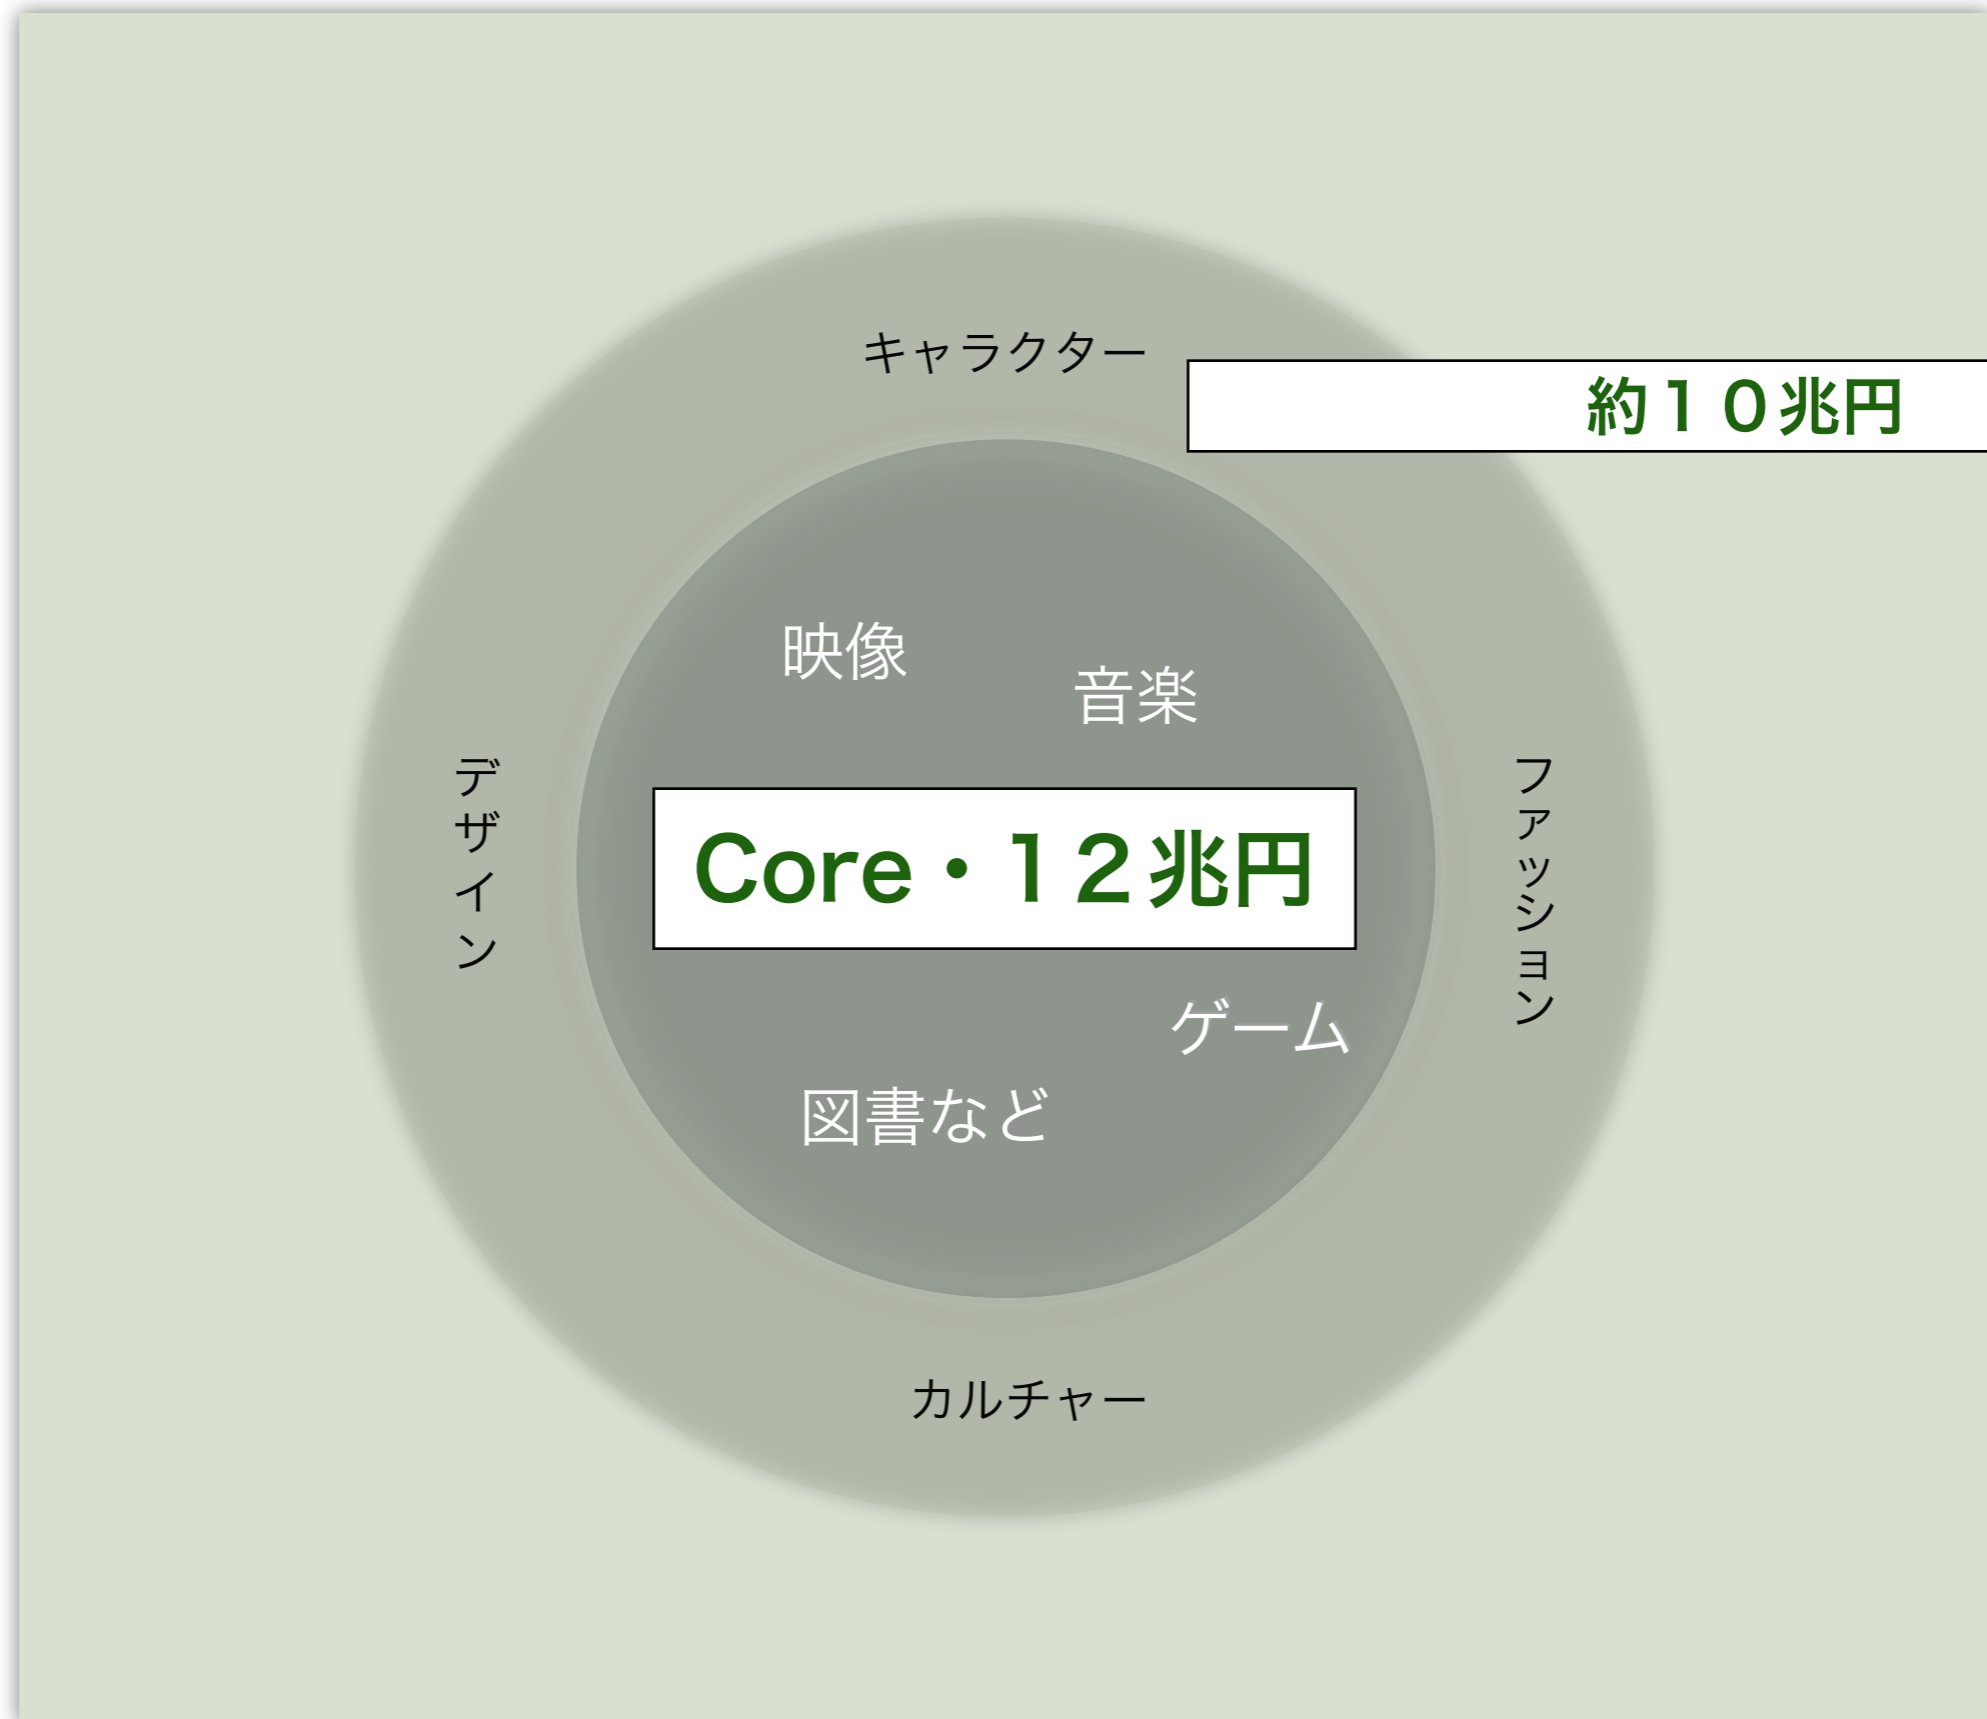 キャラクター
約１０兆円
映像
音楽
デザイン
Core・１２兆円
ファッション
ゲーム
図書など
カルチャー